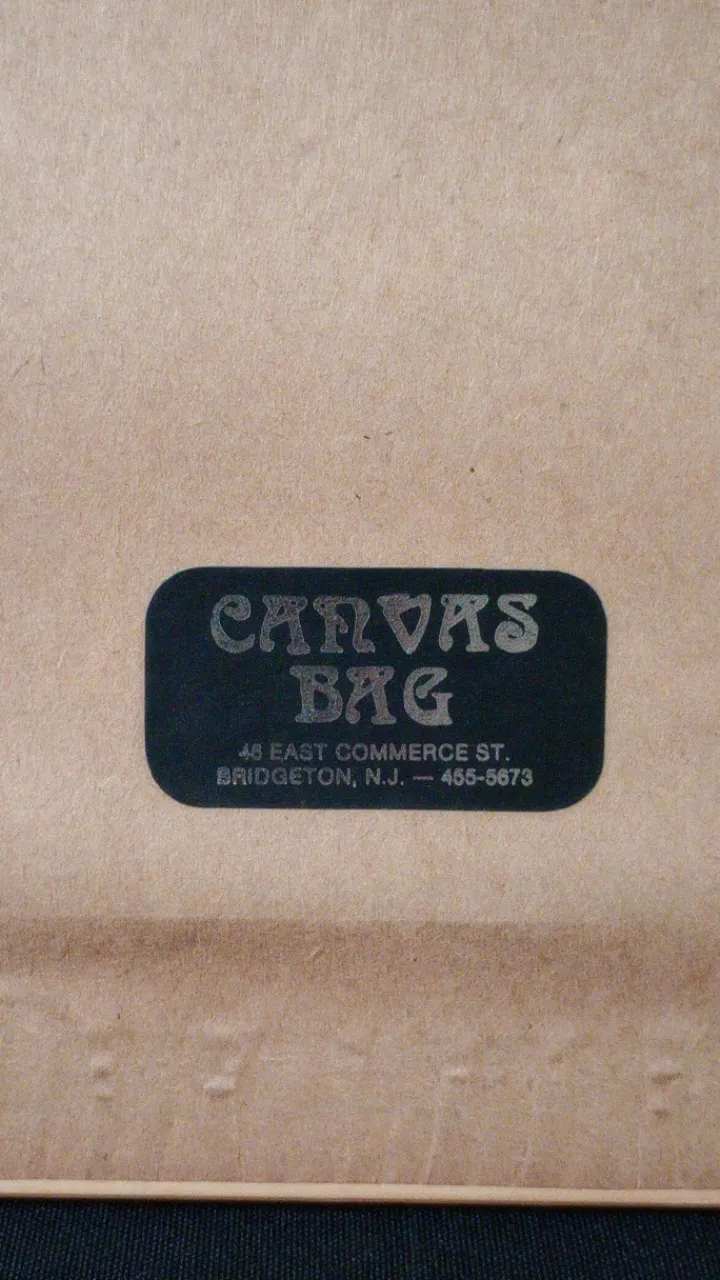 CANVAS
BAG
46 EAST COMMERCE ST.
BRIDGETON, N.J. — 455-5673